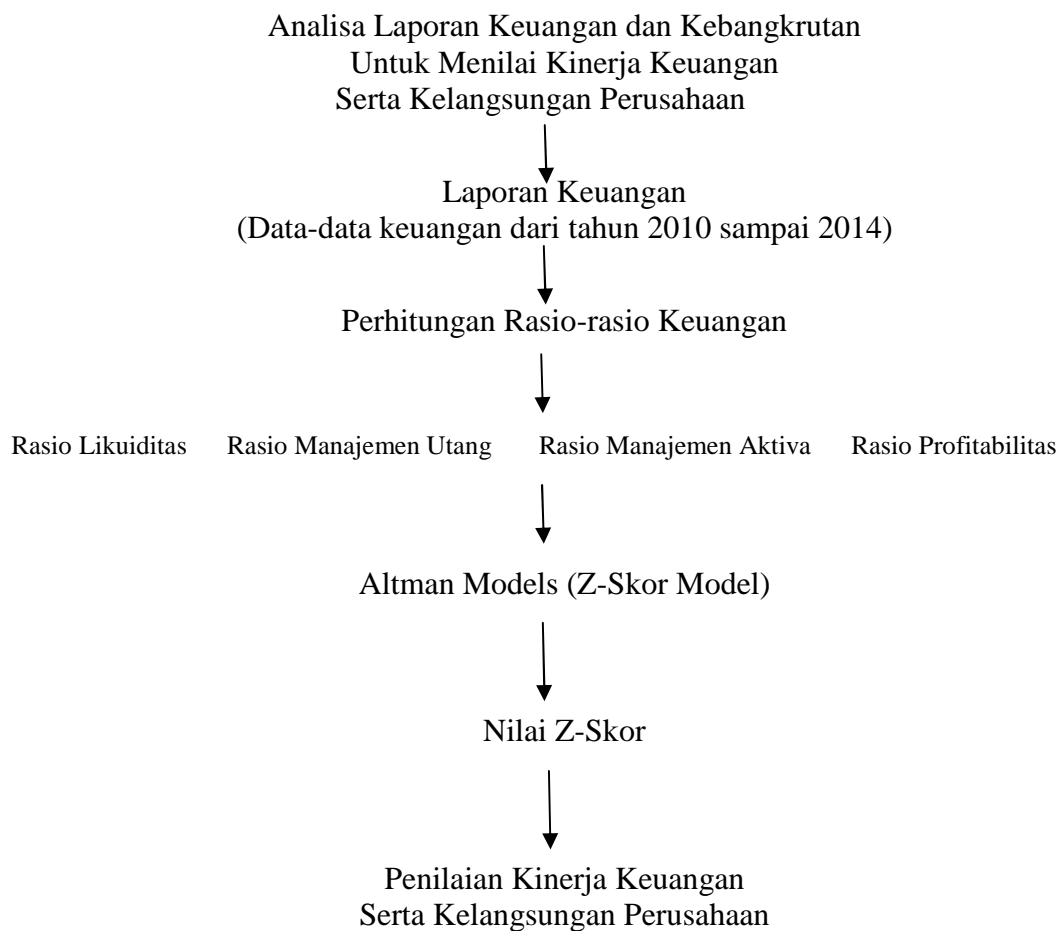 Analisa Laporan Keuangan dan Kebangkrutan
Untuk Menilai Kinerja Keuangan
Serta Kelangsungan Perusahaan
Laporan Keuangan
(Data-data keuangan dari tahun 2010 sampai 2014)
Perhitungan Rasio-rasio Keuangan
Rasio Likuiditas Rasio Manajemen Utang Rasio Manajemen Aktiva Rasio Profitabilitas
Altman Models (Z-Skor Model)
Nilai Z-Skor
Penilaian Kinerja Keuangan
Serta Kelangsungan Perusahaan